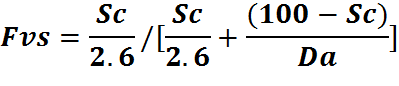 Fvs = Sc/2.6 /[Sc/2.6 + (100 − Sc)/Da]